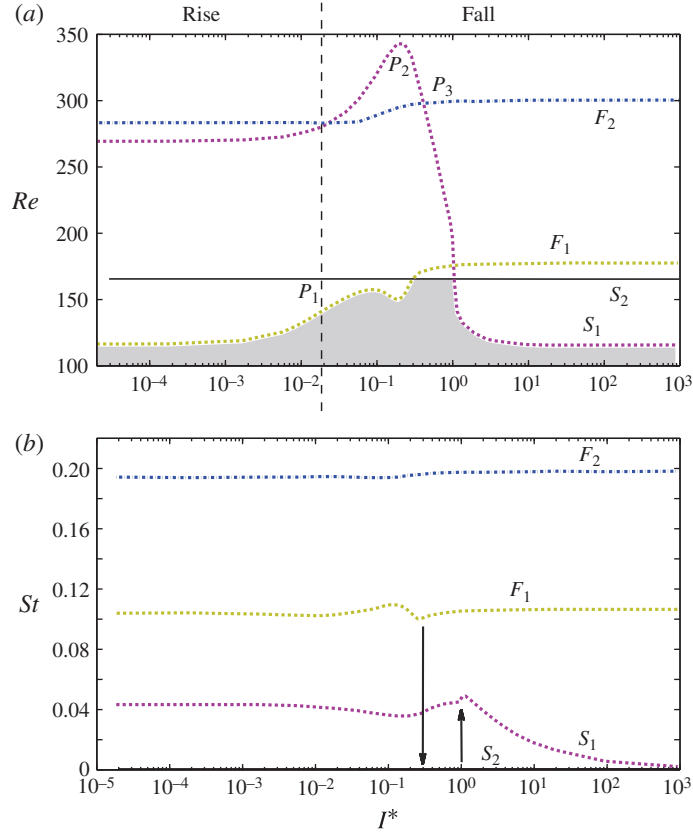 Rise Fall
(a)
350
P2
P3
300
F2
250
Re
200
F1
P1
S2
150
S1
100
10–4 10–3 10–2 10–1 100 101 102 103
(b)
0.20
F2
0.16
0.12
F1
St
0.08
0.04
S2
S1
0
10–5 10–4 10–3 10–2 10–1 100 101 102 103
I*